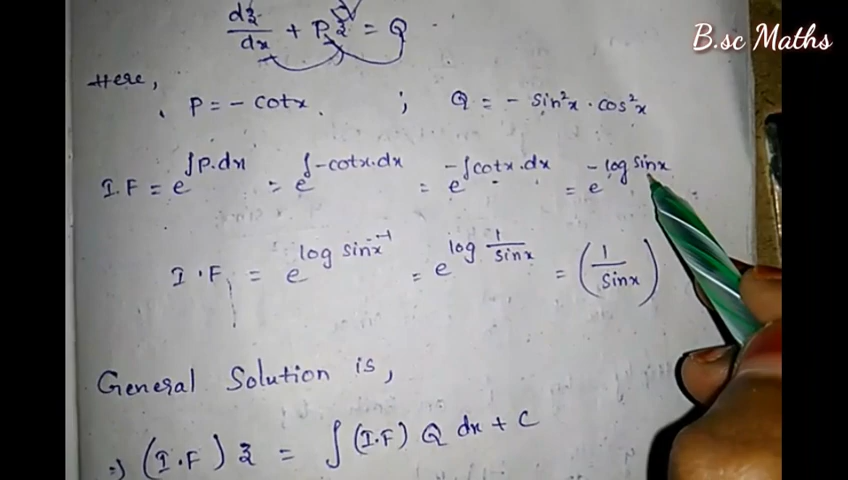 dz/dx + Pz = Q
B.sc Maths
Here,
P = - cotx ; Q = - sin²x · cos²x
I.F = e^∫P.dx = e^∫-cotx.dx = e^-∫cotx.dx = e^-log sinx
I.F = e^log sinx⁻¹ = e^log 1/sinx = (1/sinx)
General Solution is,
⇒ (I.F) z = ∫(I.F) Q dx + C